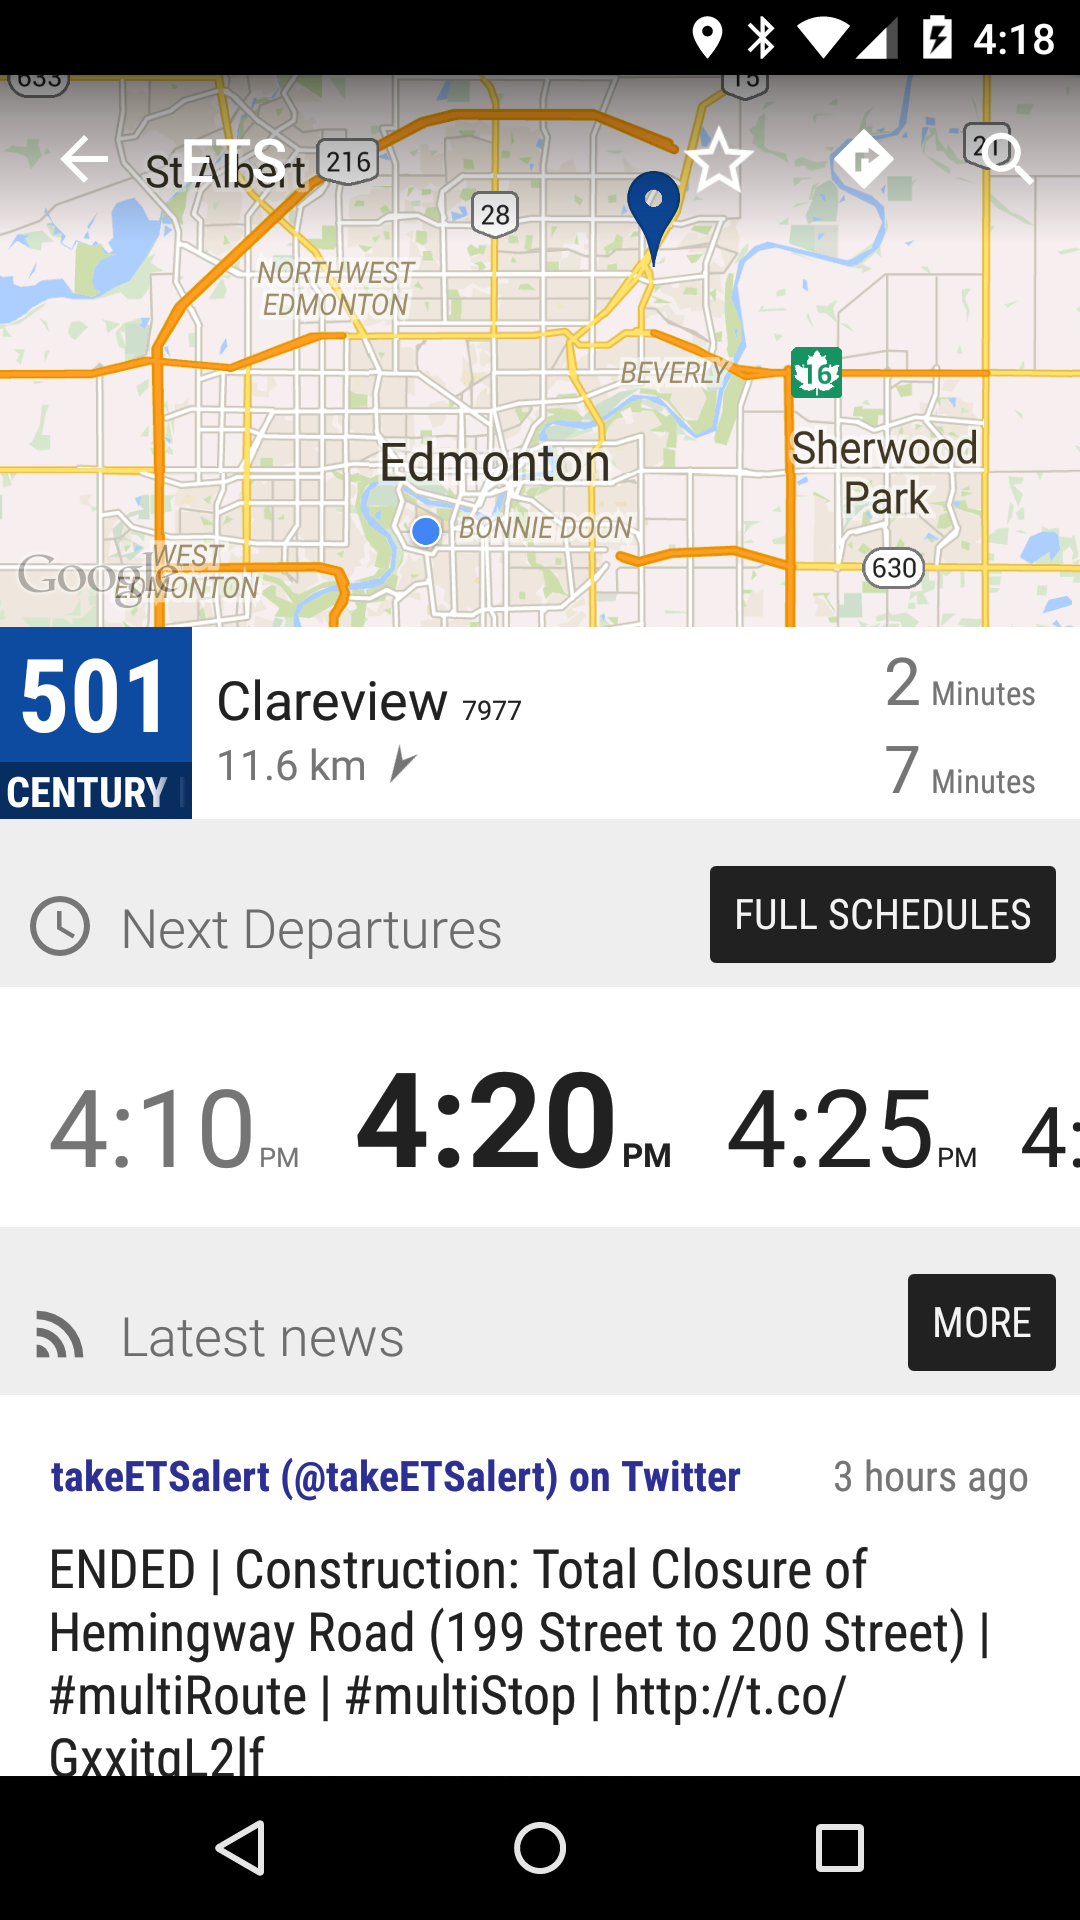 4:18
633
15
ETS
St Albert
216
21
28
NORTHWEST
EDMONTON
BEVERLY
16
Edmonton
Sherwood
Park
BONNIE DOON
WEST
EDMONTON
Google
630
501
CENTURY
Clareview 7977
11.6 km
2 Minutes
7 Minutes
Next Departures
FULL SCHEDULES
4:10 PM
4:20 PM
4:25 PM
4:
Latest news
MORE
takeETSalert (@takeETSalert) on Twitter
3 hours ago
ENDED | Construction: Total Closure of
Hemingway Road (199 Street to 200 Street) |
#multiRoute | #multiStop | http://t.co/